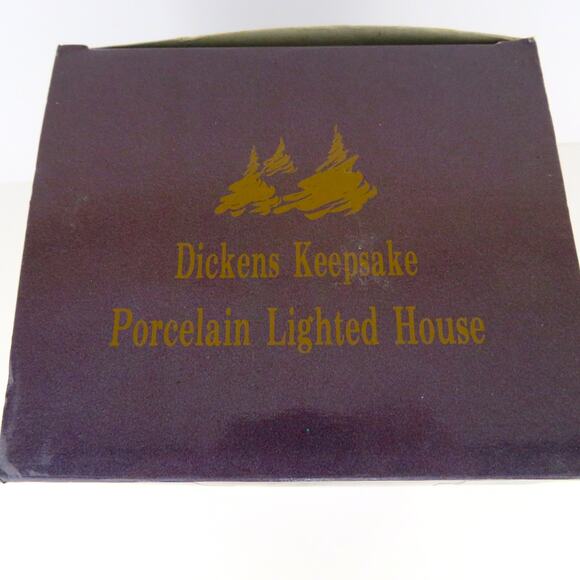 Dickens Keepsake
Porcelain Lighted House